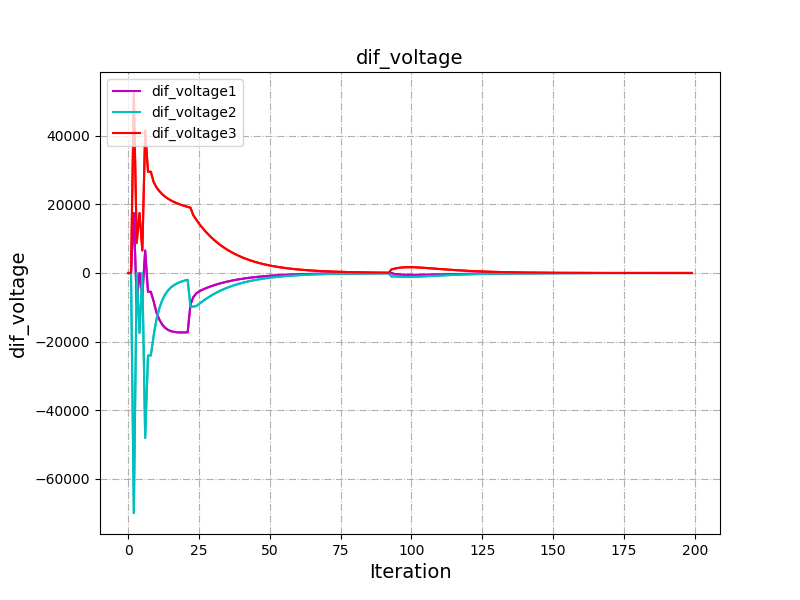 dif_voltage
dif_voltage1
dif_voltage2
dif_voltage3
40000
20000
0
−20000
−40000
−60000
dif_voltage
0 25 50 75 100 125 150 175 200
Iteration